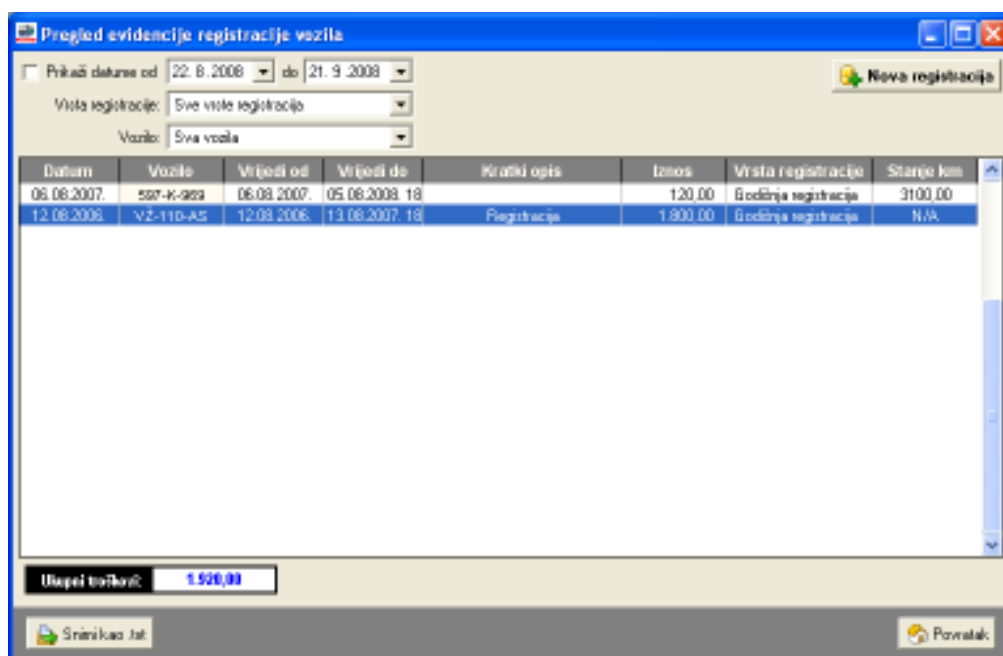 Pregled evidencije registracije vozila
Prikaži datume od 22. 8.2008 do 21. 9.2008
Nova registracija
Vrsta registracije: Sve vrste registracija
Vozilo: Sva vozila
Datum Vozilo Vrijedi od Vrijedi do Kratki opis Iznos Vrsta registracije Stanje km
06.08.2007. 597-K-969 06.08.2007. 05.08.2008. 18 120,00 Godišnja registracija 3100,00
12.08.2006. VŽ-110-AS 12.08.2006. 13.08.2007. 18 Registracija 1.800,00 Godišnja registracija N/A
Ukupni troškovi: 1.920,00
Snimi kao .txt
Povratak